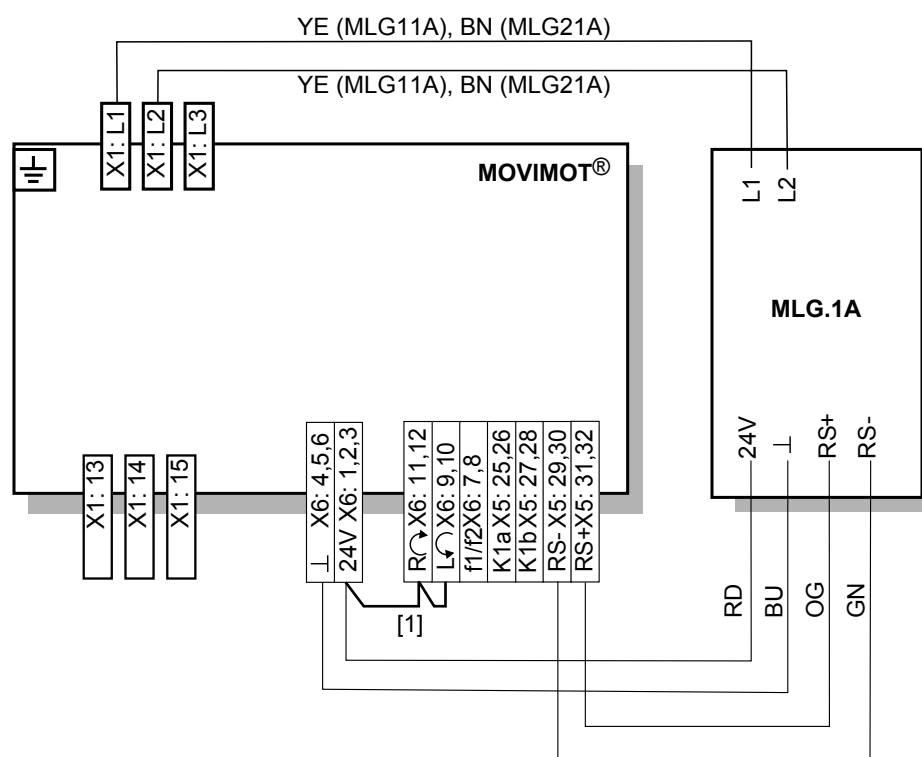 YE (MLG11A), BN (MLG21A)
YE (MLG11A), BN (MLG21A)
X1: L1
X1: L2
X1: L3
MOVIMOT®
L1
L2
MLG.1A
24V
⊥
RS+
RS-
X1: 13
X1: 14
X1: 15
⊥ X6: 4,5,6
24V X6: 1,2,3
R X6: 11,12
L X6: 9,10
f1/f2X6: 7,8
K1a X5: 25,26
K1b X5: 27,28
RS- X5: 29,30
RS+X5: 31,32
[1]
RD
BU
OG
GN